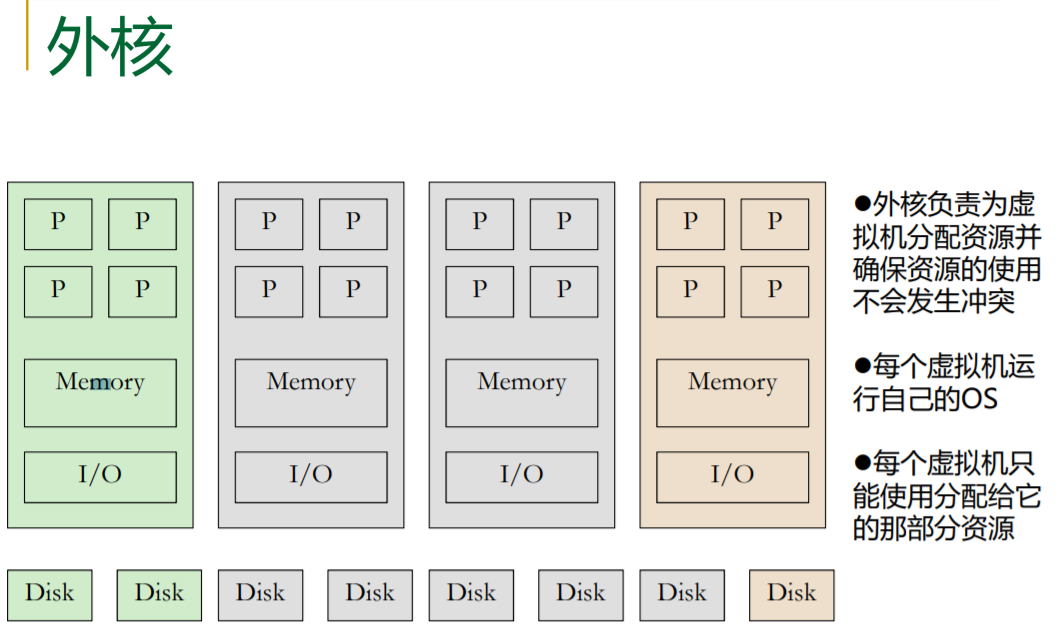 外核
P P P P P P P P
P P P P P P P P
Memory Memory Memory Memory
I/O I/O I/O I/O
Disk Disk Disk Disk Disk Disk Disk Disk
●外核负责为虚
拟机分配资源并
确保资源的使用
不会发生冲突
●每个虚拟机运
行自己的OS
●每个虚拟机只
能使用分配给它
的那部分资源